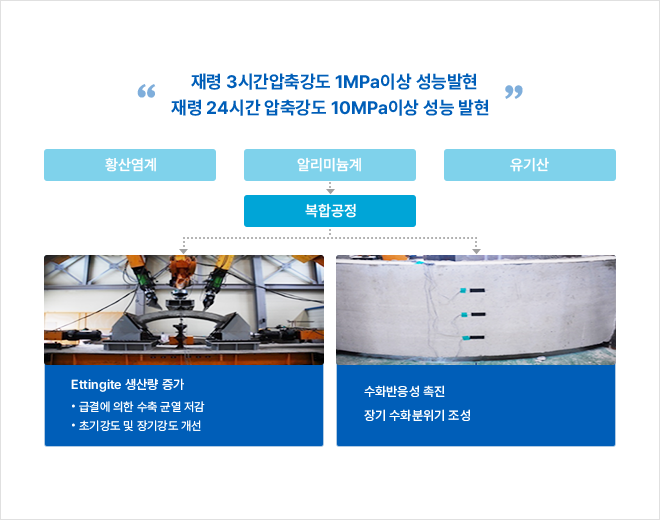 “ 재령 3시간압축강도 1MPa이상 성능발현 ”
재령 24시간 압축강도 10MPa이상 성능 발현
황산염계
알리미늄계
유기산
복합공정
Ettingite 생산량 증가
• 급결에 의한 수축 균열 저감
• 초기강도 및 장기강도 개선
수화반응성 촉진
장기 수화분위기 조성